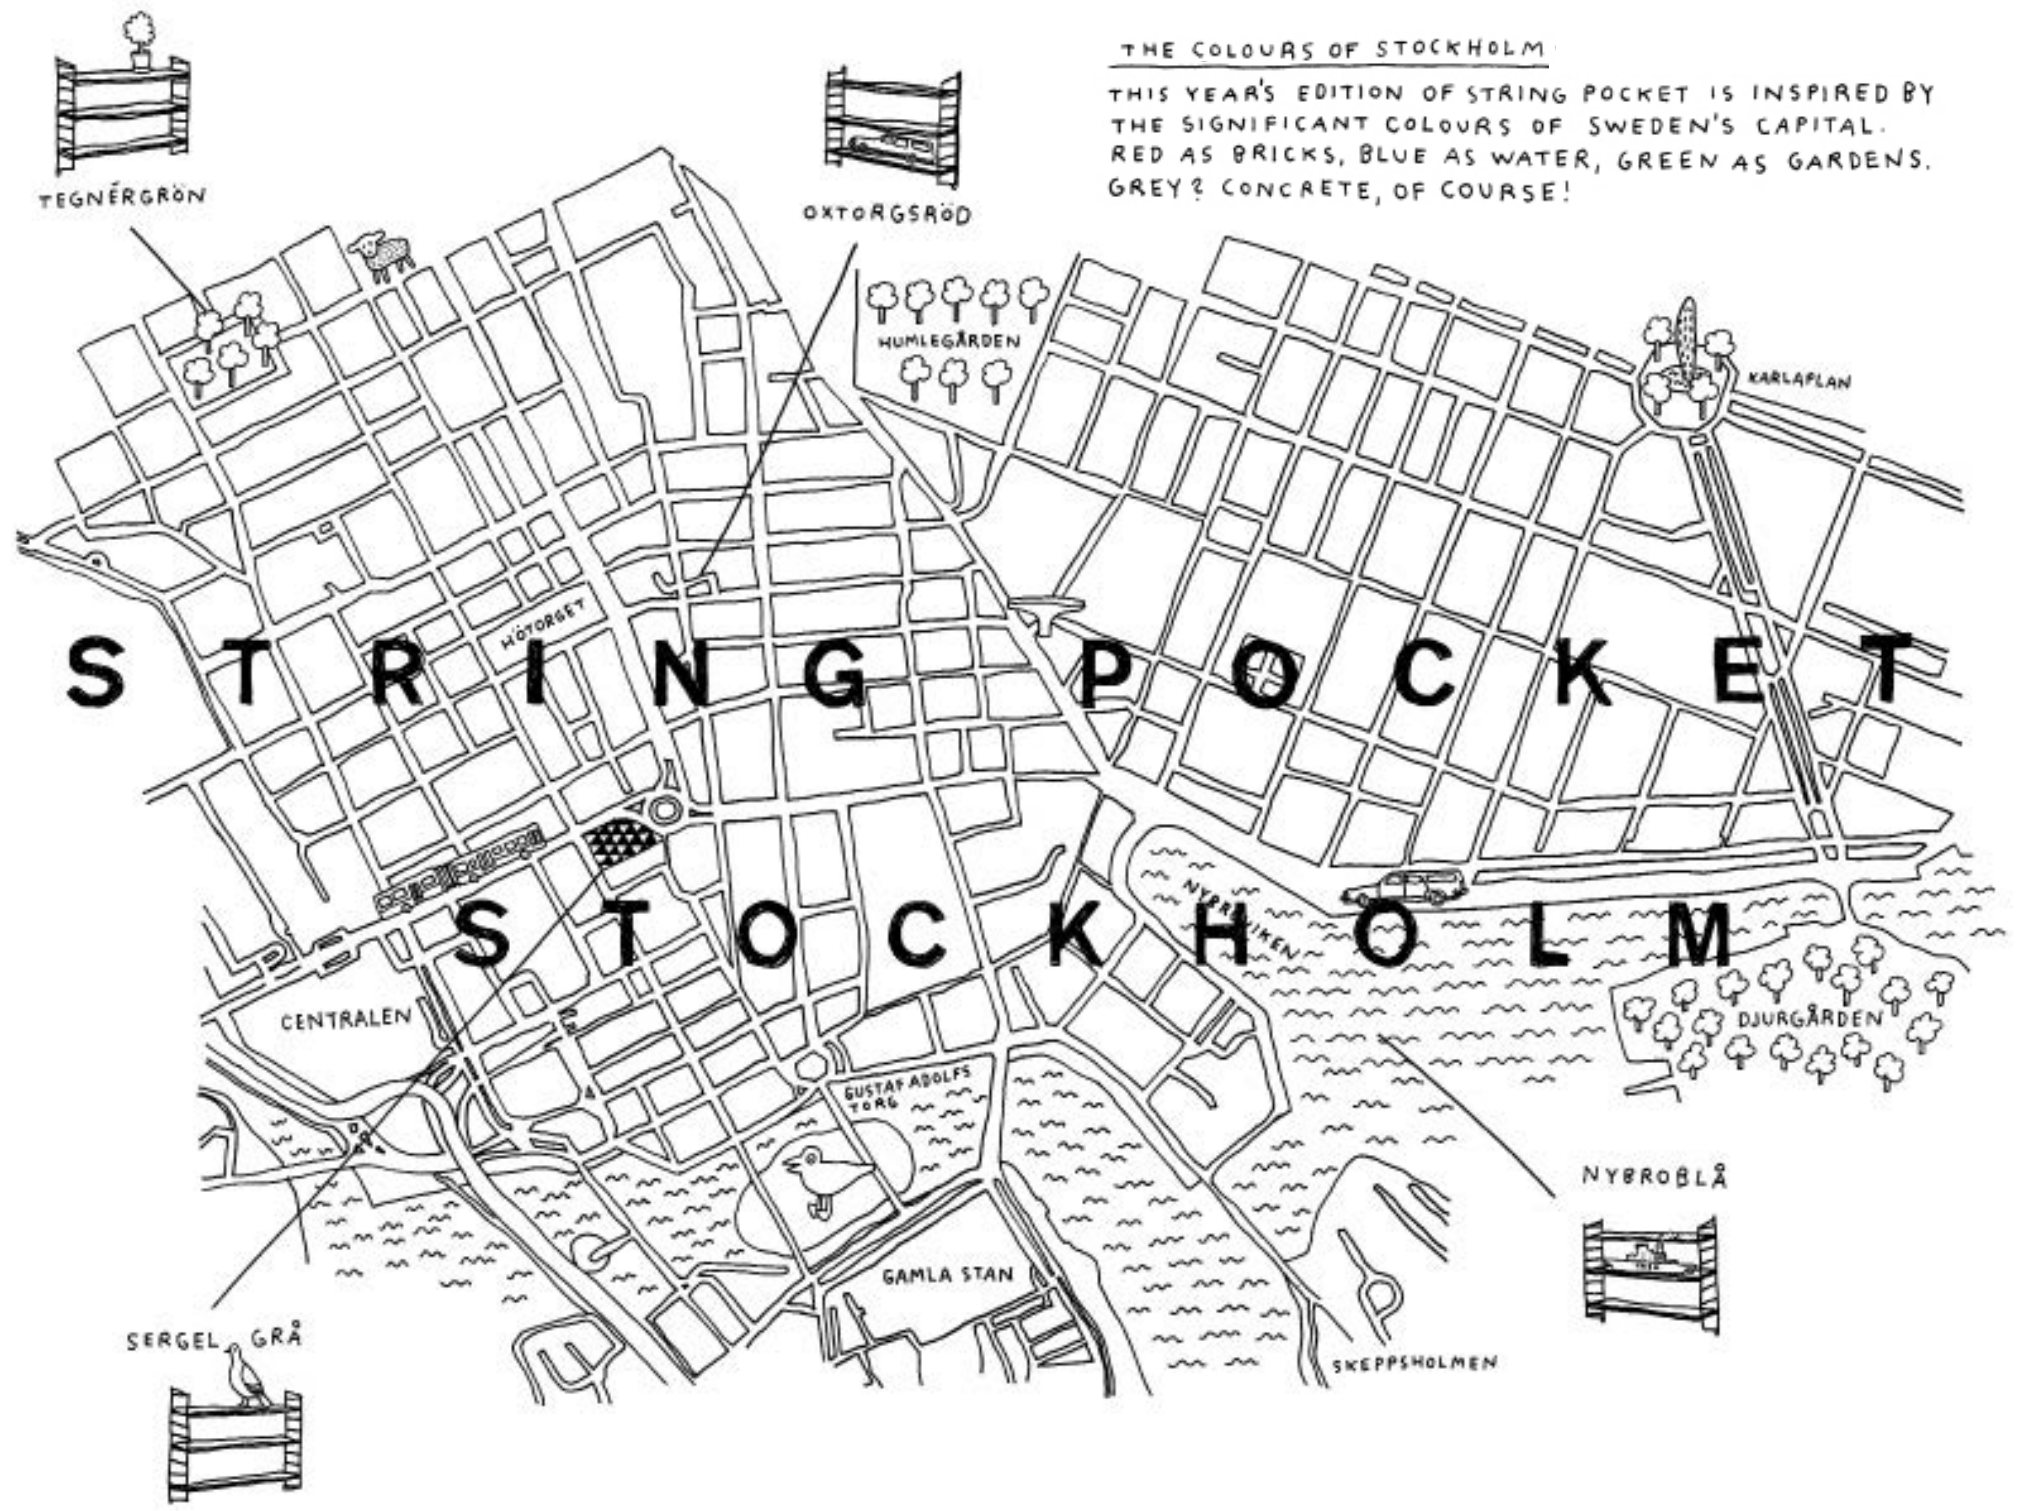 THE COLOURS OF STOCKHOLM
THIS YEAR'S EDITION OF STRING POCKET IS INSPIRED BY
THE SIGNIFICANT COLOURS OF SWEDEN'S CAPITAL.
RED AS BRICKS, BLUE AS WATER, GREEN AS GARDENS.
GREY? CONCRETE, OF COURSE!
TEGNÉRGRÖN
OXTORGSRÖD
HUMLEGÅRDEN
KARLAPLAN
HÖTORGET
STRING POCKET
STOCKHOLM
NYBROVIKEN
CENTRALEN
DJURGÅRDEN
GUSTAF ADOLFS
TORG
NYBROBLÅ
GAMLA STAN
SERGEL GRÅ
SKEPPSHOLMEN